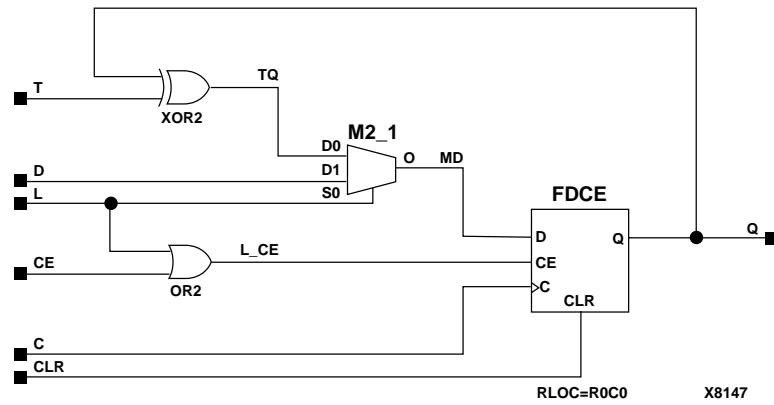 T
TQ
XOR2
M2_1
D0
O
MD
D
D1
L
S0
FDCE
D
Q
Q
L_CE
CE
CE
OR2
C
CLR
C
CLR
RLOC=R0C0
X8147